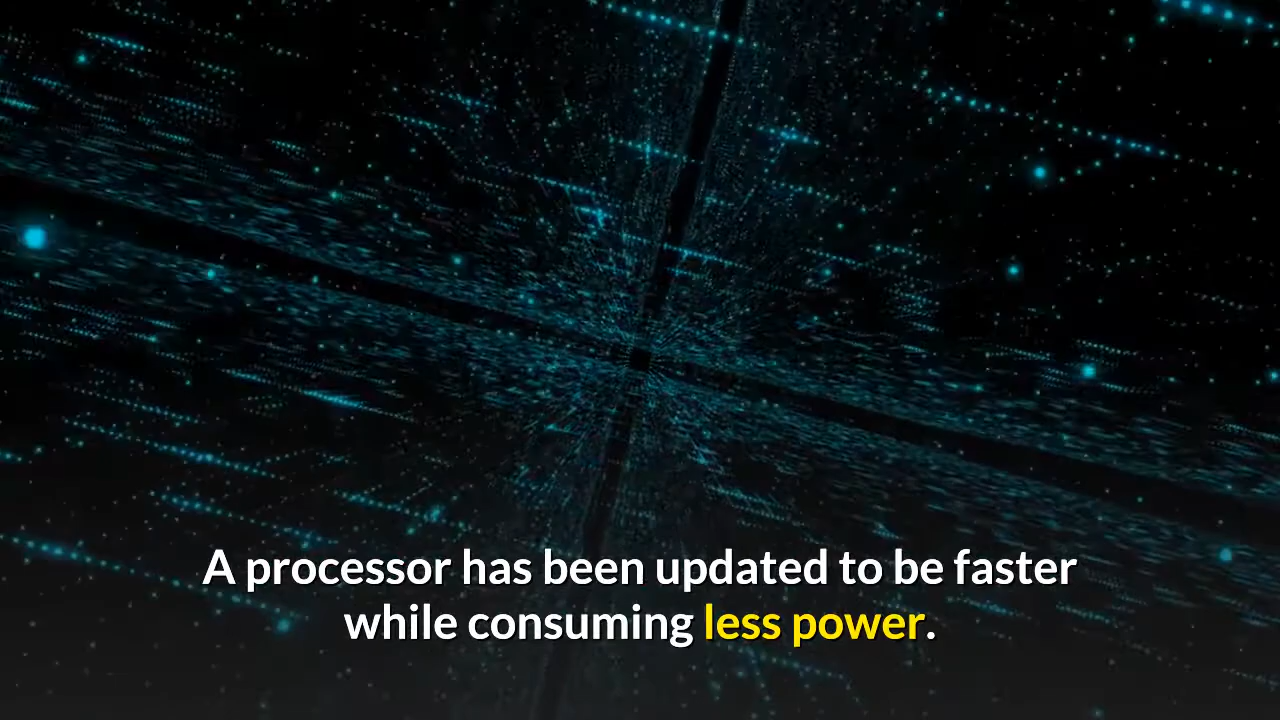 A processor has been updated to be faster
while consuming less power.